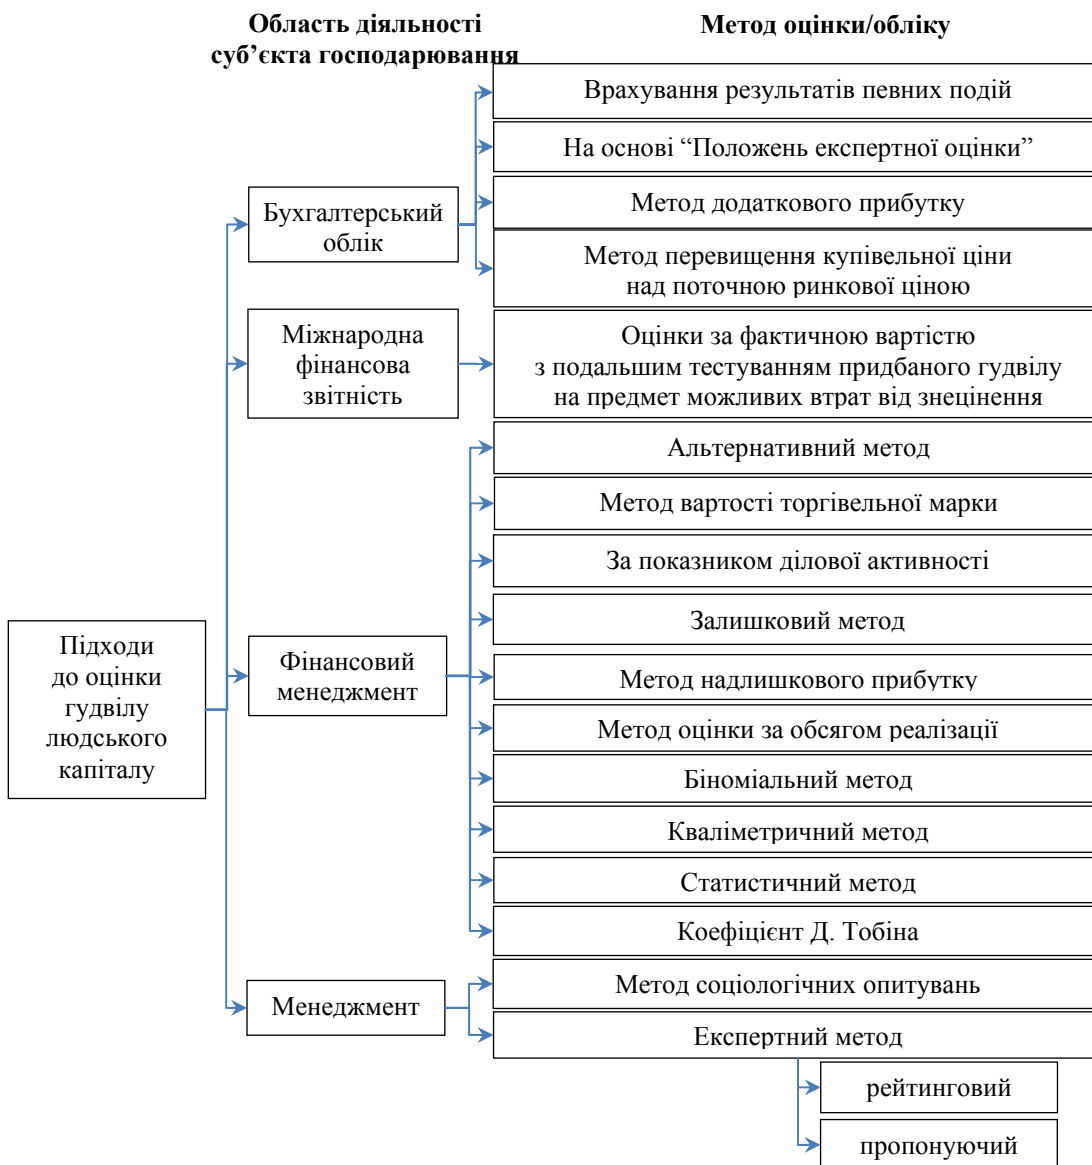 Область діяльності
суб’єкта господарювання
Метод оцінки/обліку
Підходи
до оцінки
гудвілу
людського
капіталу
Бухгалтерський
облік
Врахування результатів певних подій
На основі “Положень експертної оцінки”
Метод додаткового прибутку
Метод перевищення купівельної ціни
над поточною ринкової ціною
Міжнародна
фінансова
звітність
Оцінки за фактичною вартістю
з подальшим тестуванням придбаного гудвілу
на предмет можливих втрат від знецінення
Фінансовий
менеджмент
Альтернативний метод
Метод вартості торгівельної марки
За показником ділової активності
Залишковий метод
Метод надлишкового прибутку
Метод оцінки за обсягом реалізації
Біноміальний метод
Кваліметричний метод
Статистичний метод
Коефіцієнт Д. Тобіна
Менеджмент
Метод соціологічних опитувань
Експертний метод
рейтинговий
пропонуючий